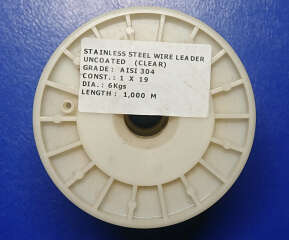 STAINLESS STEEL WIRE LEADER
UNCOATED (CLEAR)
GRADE: AISI 304
CONST.: 1 X 19
DIA.: 6Kgs
LENGTH: 1,000 M